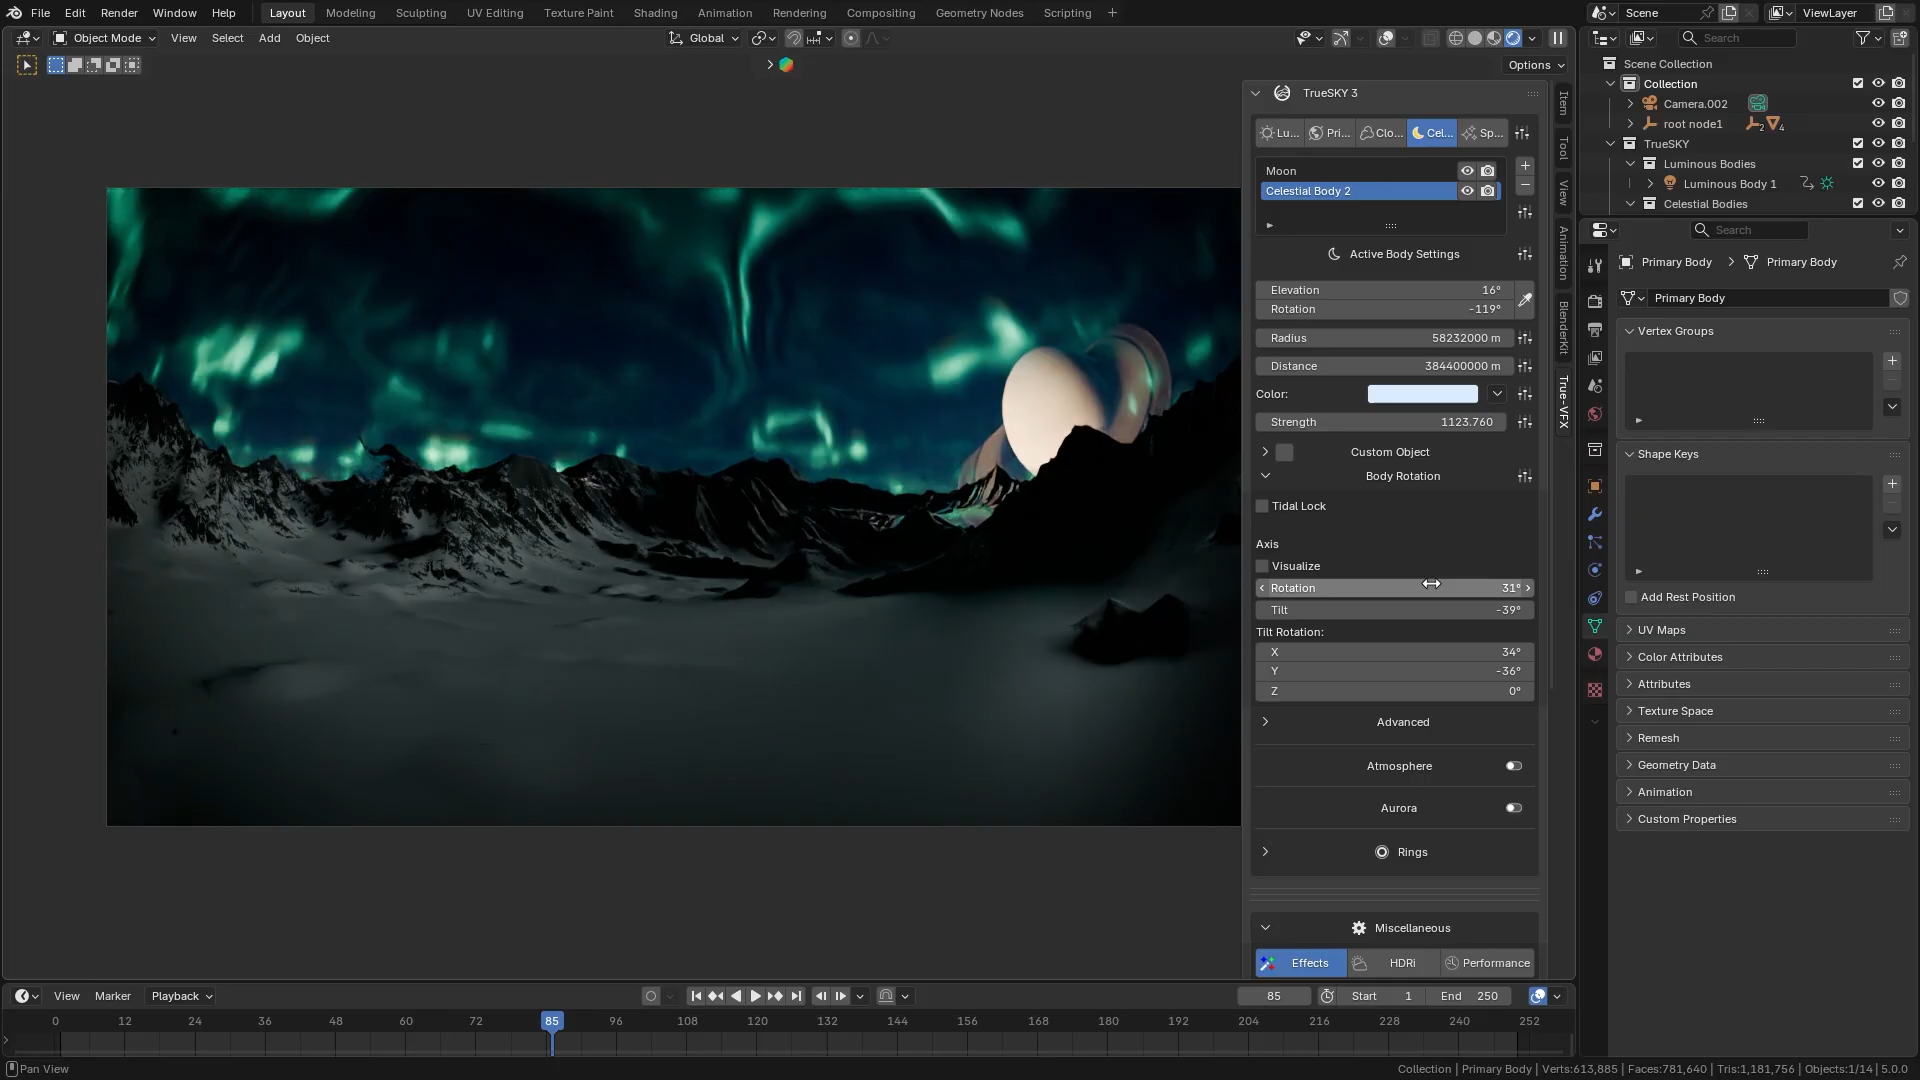 File Edit Render Window Help Layout Modeling Sculpting UV Editing Texture Paint Shading Animation Rendering Compositing Geometry Nodes Scripting + Scene ViewLayer
Object Mode View Select Add Object Global Search
Options
Scene Collection
Collection
Camera.002
root node1 2 4
TrueSKY
Luminous Bodies
Luminous Body 1
Celestial Bodies
TrueSKY 3
Lu... Pri... Clo... Cel... Sp...
Moon
Celestial Body 2
Active Body Settings
Elevation 16°
Rotation -119°
Radius 58232000 m
Distance 384400000 m
Color:
Strength 1123.760
Custom Object
Body Rotation
Tidal Lock
Axis
Visualize
Rotation 31°
Tilt -39°
Tilt Rotation:
X 34°
Y -36°
Z 0°
Advanced
Atmosphere
Aurora
Rings
Miscellaneous
Effects HDRi Performance
Item
Tool
View
Animation
BlenderKit
True-VFX
Search
Primary Body Primary Body
Primary Body
Vertex Groups
Shape Keys
Add Rest Position
UV Maps
Color Attributes
Attributes
Texture Space
Remesh
Geometry Data
Animation
Custom Properties
View Marker Playback 85 Start 1 End 250
0 12 24 36 48 60 72 85 96 108 120 132 144 156 168 180 192 204 216 228 240 252
Pan View Collection | Primary Body | Verts:613,885 | Faces:781,640 | Tris:1,181,756 | Objects:1/14 | 5.0.0